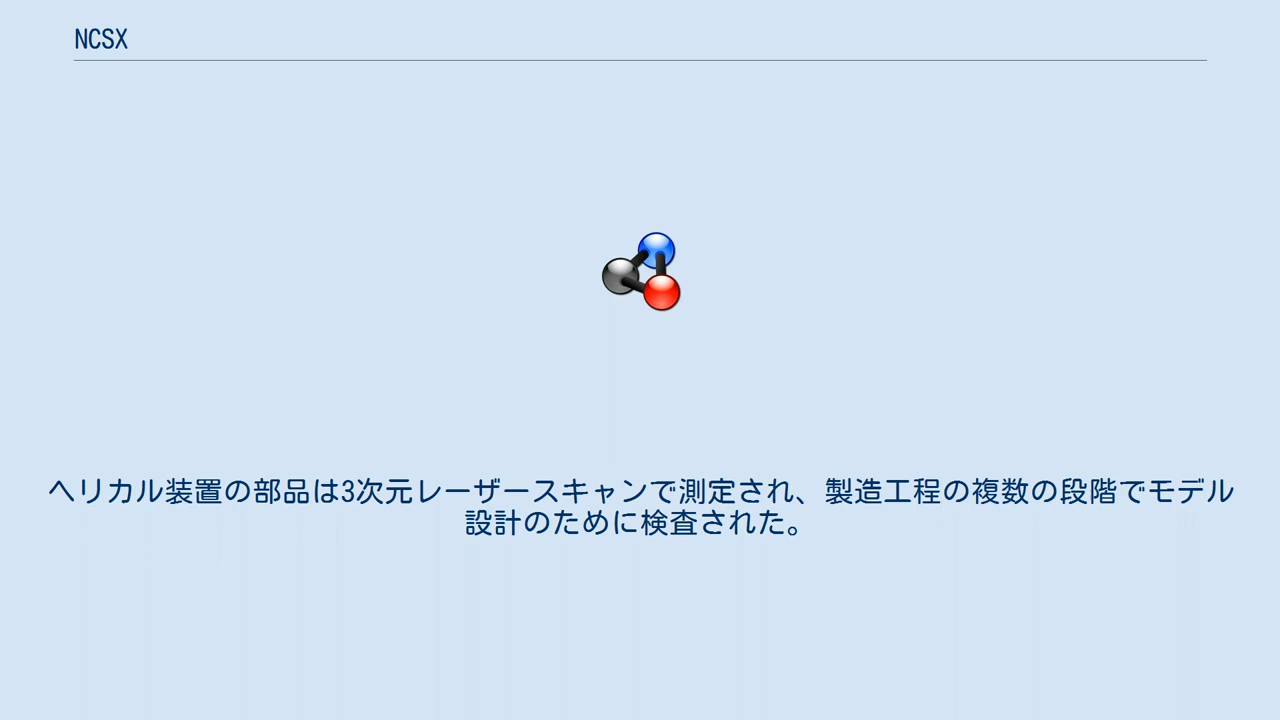 NCSX
ヘリカル装置の部品は3次元レーザースキャンで測定され、製造工程の複数の段階でモデル
設計のために検査された。